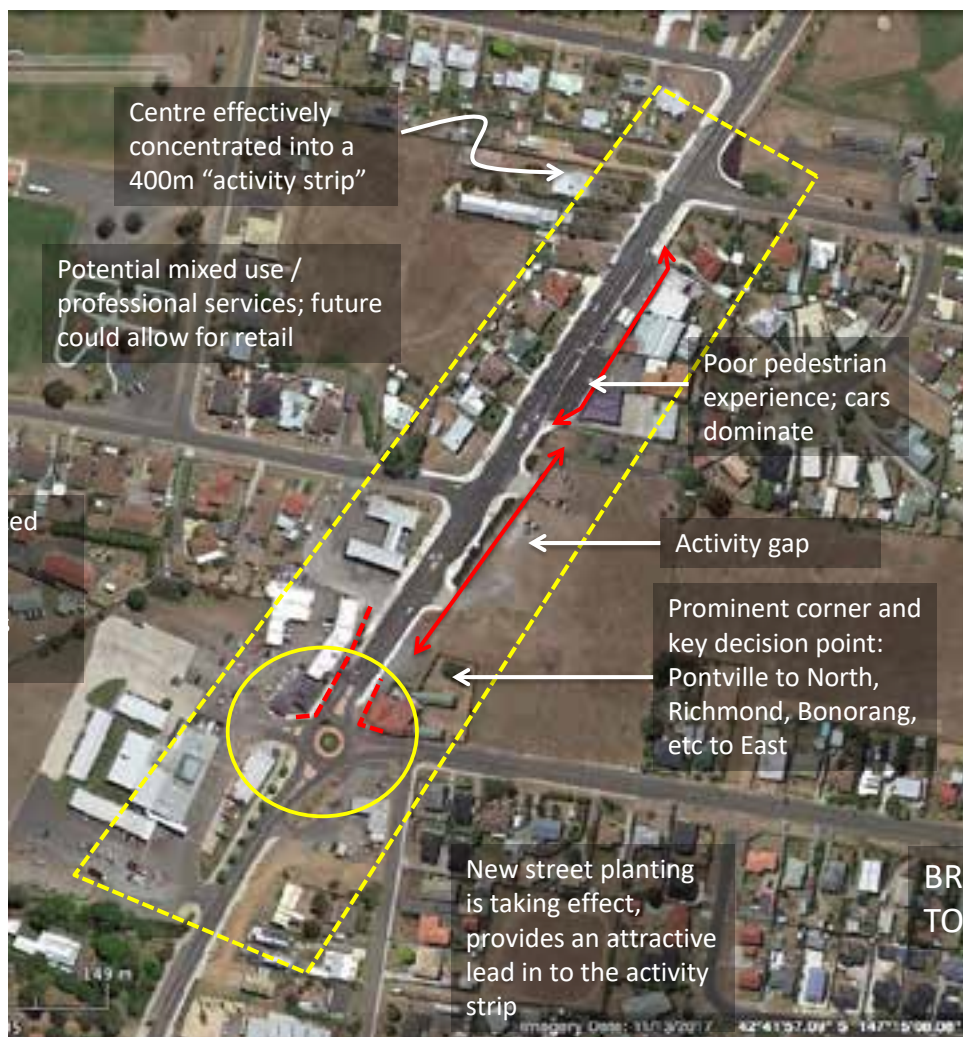 Centre effectively
concentrated into a
400m “activity strip”
Potential mixed use /
professional services; future
could allow for retail
Poor pedestrian
experience; cars
dominate
ed
s
Activity gap
Prominent corner and
key decision point:
Pontville to North,
Richmond, Bonorang,
etc to East
New street planting
is taking effect,
provides an attractive
lead in to the activity
strip
BR
TO
149 m
Imagery Date: 11/13/2017 42°41'57.09" S 147°15'08.08"